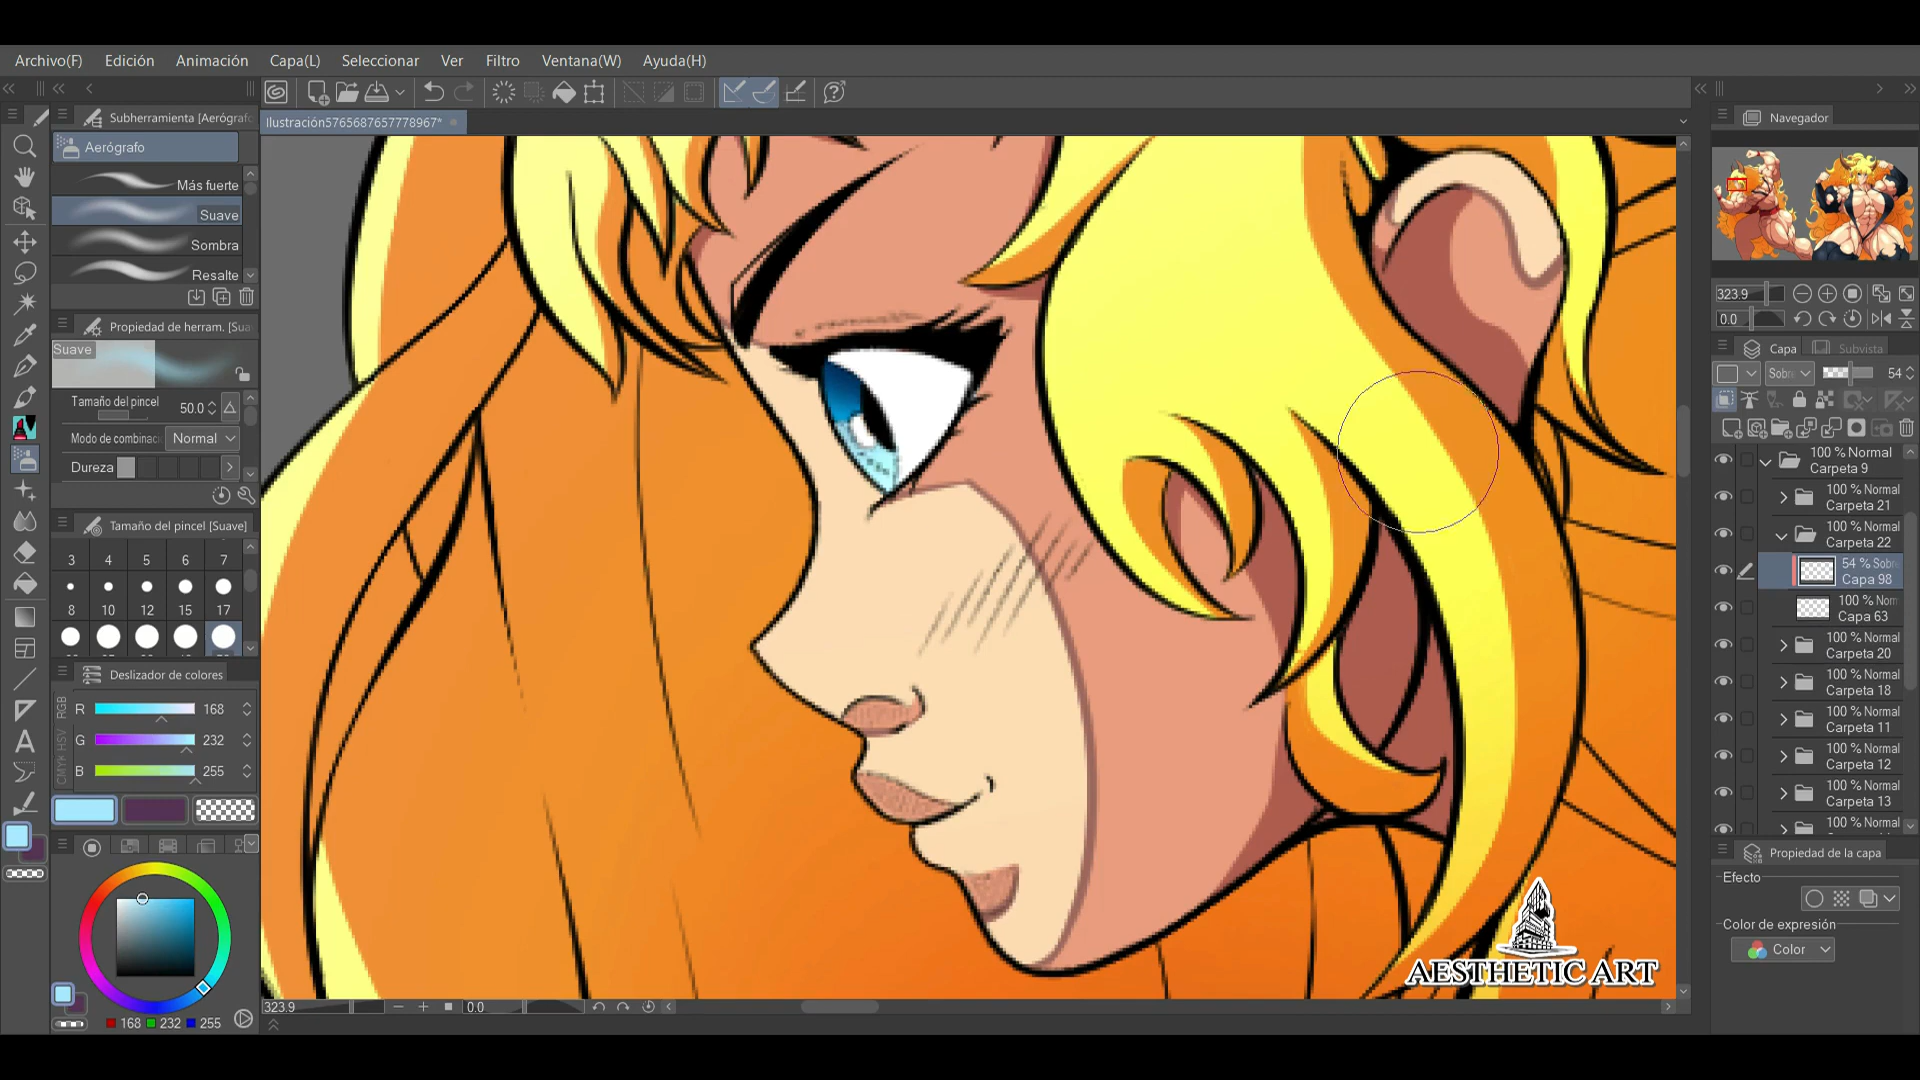 Archivo(F) Edición Animación Capa(L) Seleccionar Ver Filtro Ventana(W) Ayuda(H)
Ilustración5765687657778967*
Subherramienta [Aerógrafo
Aerógrafo
Más fuerte
Suave
Sombra
Resalte
Propiedad de herram. [Sua
Suave
Tamaño del pincel 50.0
Modo de combinac Normal
Dureza
Tamaño del pincel [Suave]
3 4 5 6 7
8 10 12 15 17
Deslizador de colores
RGB
HSV
CMYK
R 168
G 232
B 255
168 232 255
323.9 0.0
AESTHETIC ART
Navegador
323.9
0.0
Capa Subvista
Sobr 54
100 % Normal
Carpeta 9
100 % Normal
Carpeta 21
100 % Normal
Carpeta 22
54 % Sobr
Capa 98
100 % Norm
Capa 63
100 % Normal
Carpeta 20
100 % Normal
Carpeta 18
100 % Normal
Carpeta 11
100 % Normal
Carpeta 12
100 % Normal
Carpeta 13
100 % Normal
Propiedad de la capa
Efecto
Color de expresión
Color